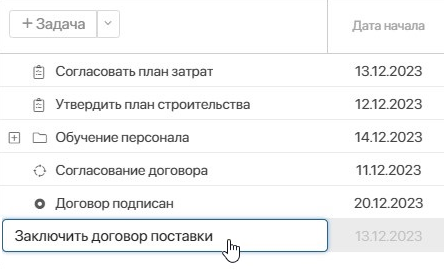 + Задача
Дата начала
Согласовать план затрат 13.12.2023
Утвердить план строительства 12.12.2023
Обучение персонала 14.12.2023
Согласование договора 11.12.2023
Договор подписан 20.12.2023
Заключить договор поставки 13.12.2023